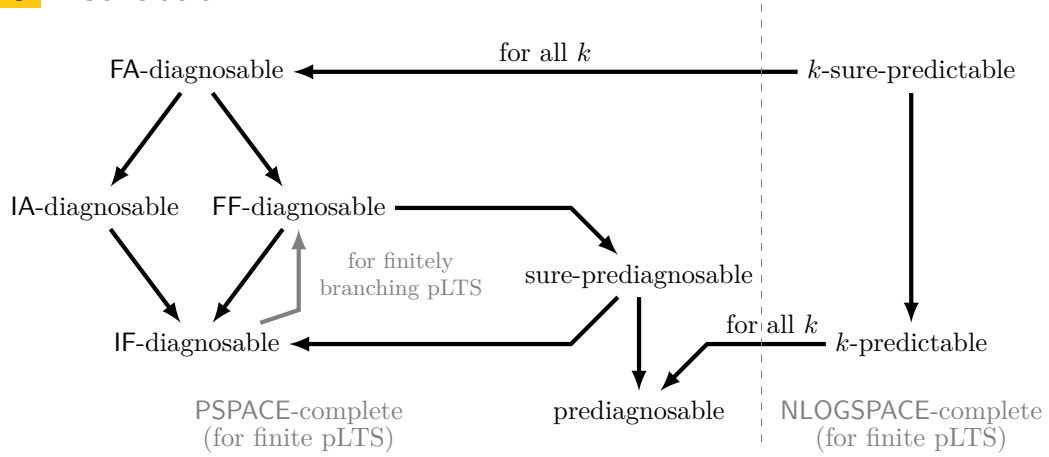 for all k
FA-diagnosable
k-sure-predictable
IA-diagnosable
FF-diagnosable
for finitely
branching pLTS
sure-prediagnosable
for all k
IF-diagnosable
k-predictable
PSPACE-complete
(for finite pLTS)
prediagnosable
NLOGSPACE-complete
(for finite pLTS)